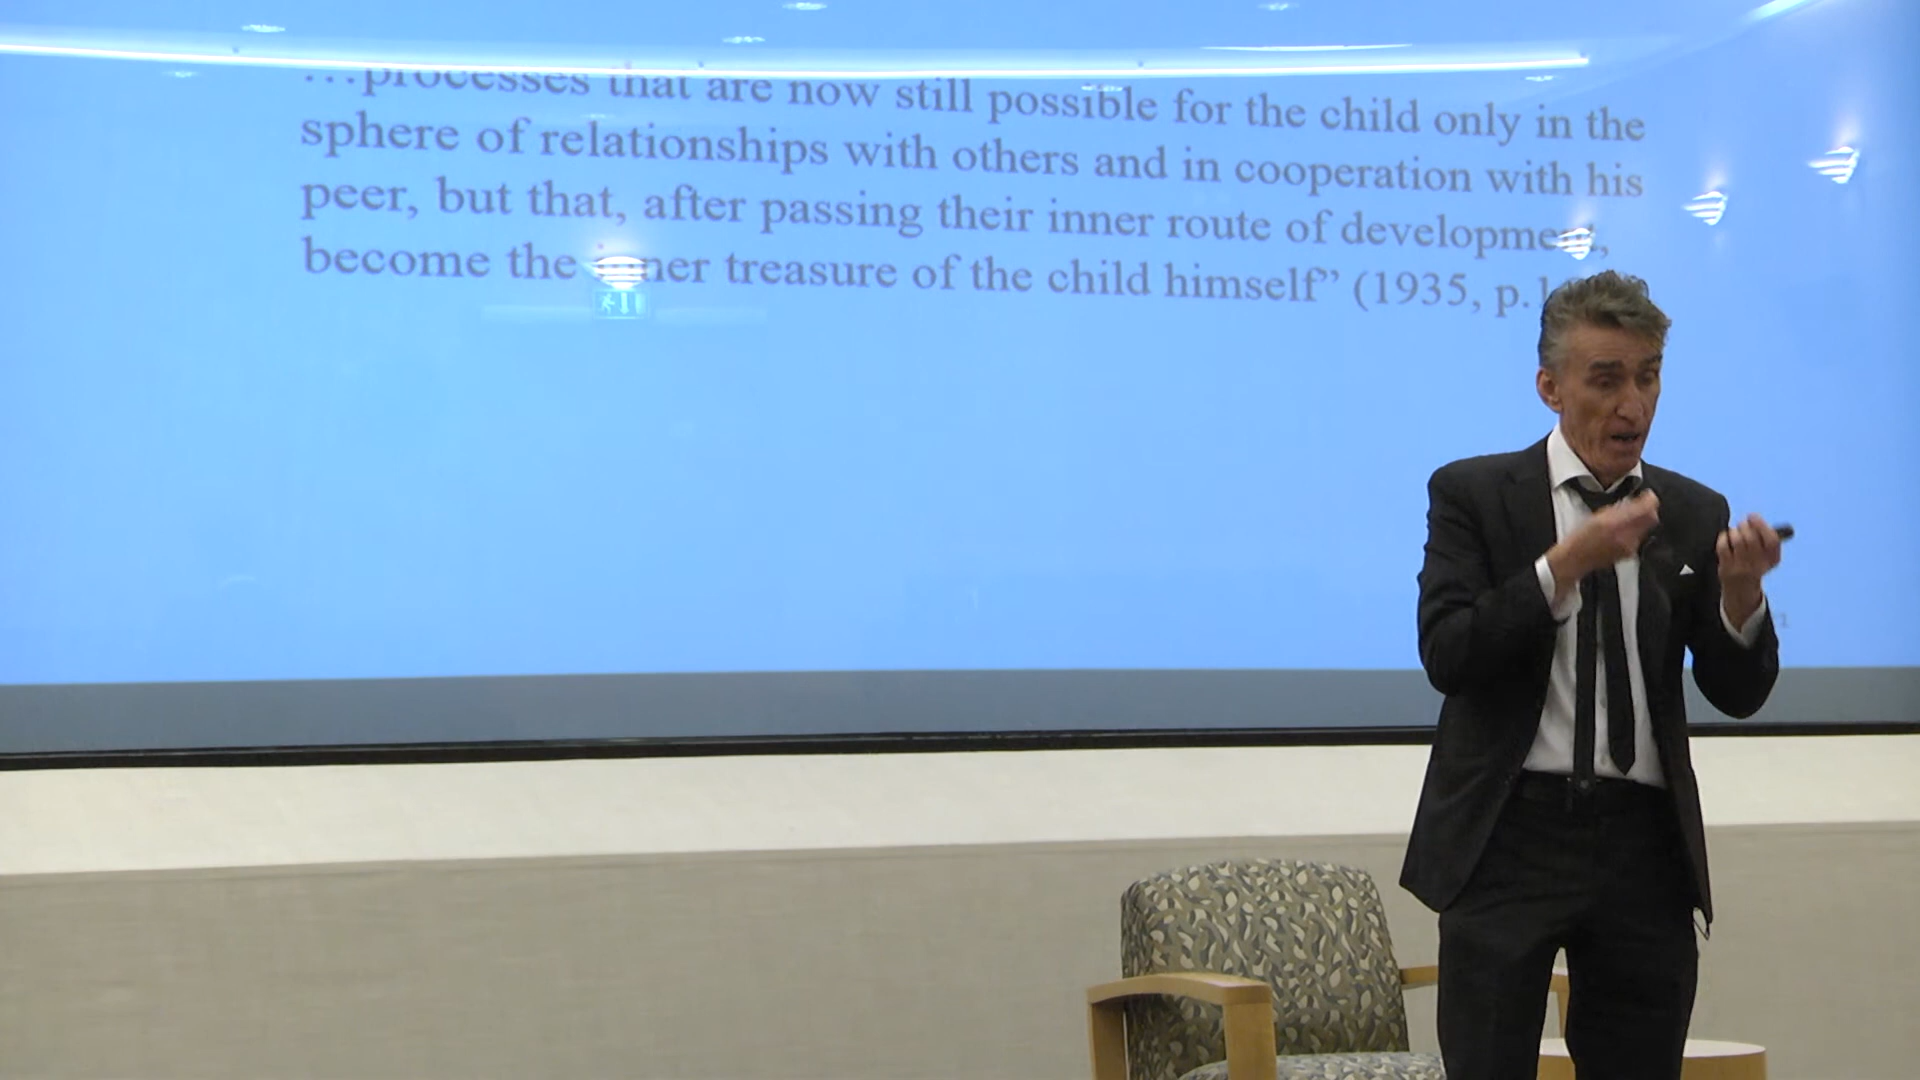 …processes that are now still possible for the child only in the
sphere of relationships with others and in cooperation with his
peer, but that, after passing their inner route of development,
become the inner treasure of the child himself” (1935, p.